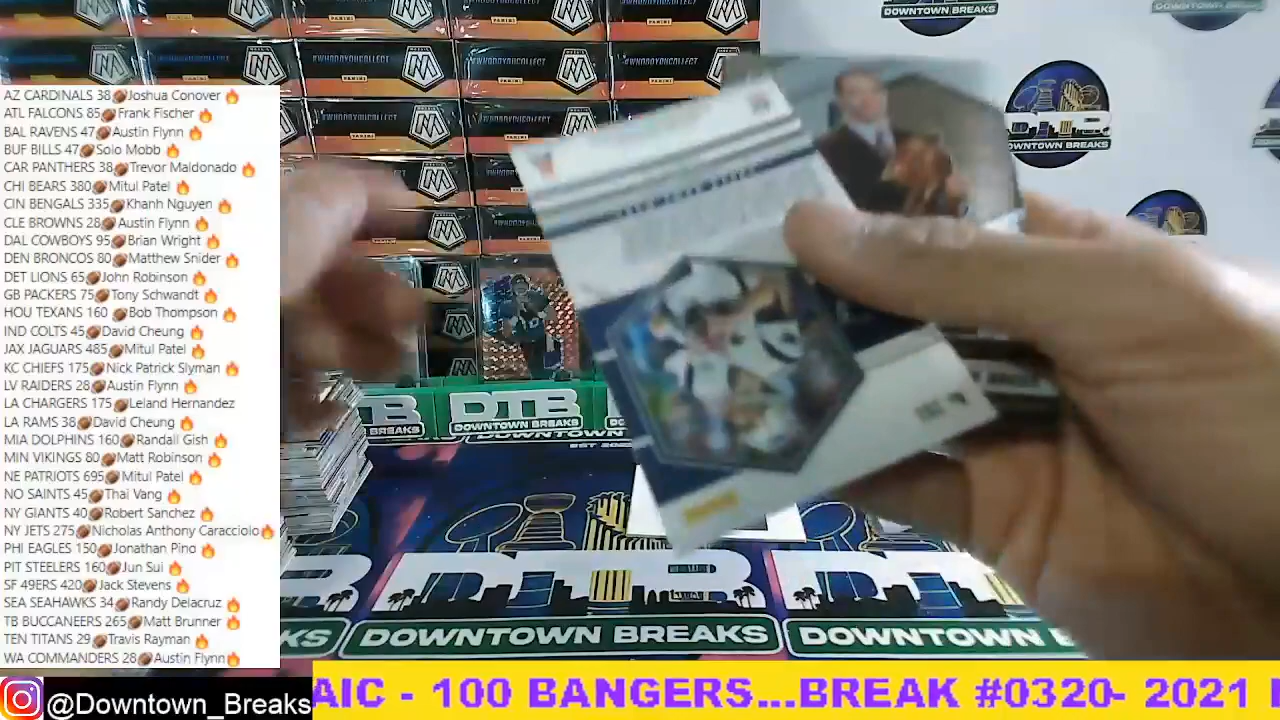 AZ CARDINALS 38🏈Joshua Conover 🔥
ATL FALCONS 85🏈Frank Fischer 🔥
BAL RAVENS 47🏈Austin Flynn 🔥
BUF BILLS 47🏈Solo Mobb 🔥
CAR PANTHERS 38🏈Trevor Maldonado 🔥
CHI BEARS 380🏈Mitul Patel 🔥
CIN BENGALS 335🏈Khanh Nguyen 🔥
CLE BROWNS 28🏈Austin Flynn 🔥
DAL COWBOYS 95🏈Brian Wright 🔥
DEN BRONCOS 80🏈Matthew Snider 🔥
DET LIONS 65🏈John Robinson 🔥
GB PACKERS 75🏈Tony Schwandt 🔥
HOU TEXANS 160 🏈Bob Thompson 🔥
IND COLTS 45🏈David Cheung 🔥
JAX JAGUARS 485🏈Mitul Patel 🔥
KC CHIEFS 175🏈Nick Patrick Slyman 🔥
LV RAIDERS 28🏈Austin Flynn 🔥
LA CHARGERS 175🏈Leland Hernandez
LA RAMS 38🏈David Cheung 🔥
MIA DOLPHINS 160🏈Randall Gish 🔥
MIN VIKINGS 80🏈Matt Robinson 🔥
NE PATRIOTS 695🏈Mitul Patel 🔥
NO SAINTS 45🏈Thai Vang 🔥
NY GIANTS 40🏈Robert Sanchez 🔥
NY JETS 275🏈Nicholas Anthony Caracciolo🔥
PHI EAGLES 150🏈Jonathan Pino 🔥
PIT STEELERS 160🏈Jun Sui 🔥
SF 49ERS 420🏈Jack Stevens 🔥
SEA SEAHAWKS 34🏈Randy Delacruz 🔥
TB BUCCANEERS 265🏈Matt Brunner 🔥
TEN TITANS 29🏈Travis Rayman 🔥
WA COMMANDERS 28🏈Austin Flynn🔥
@Downtown_Breaks
AIC - 100 BANGERS...BREAK #0320- 2021
#WHODOYOUCOLLECT
PANINI
DOWNTOWN BREAKS
DTB
DOWNTOWN BREAKS
DTB
DOWNTOWN BREAKS
DTB
DOWNTOWN BREAKS
DOWNTOWN BREAKS